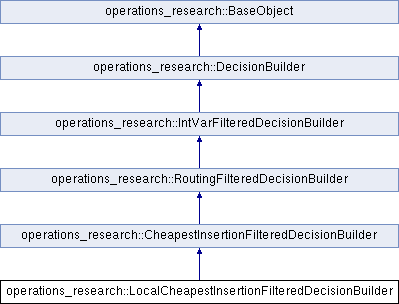 operations_research::BaseObject
operations_research::DecisionBuilder
operations_research::IntVarFilteredDecisionBuilder
operations_research::RoutingFilteredDecisionBuilder
operations_research::CheapestInsertionFilteredDecisionBuilder
operations_research::LocalCheapestInsertionFilteredDecisionBuilder